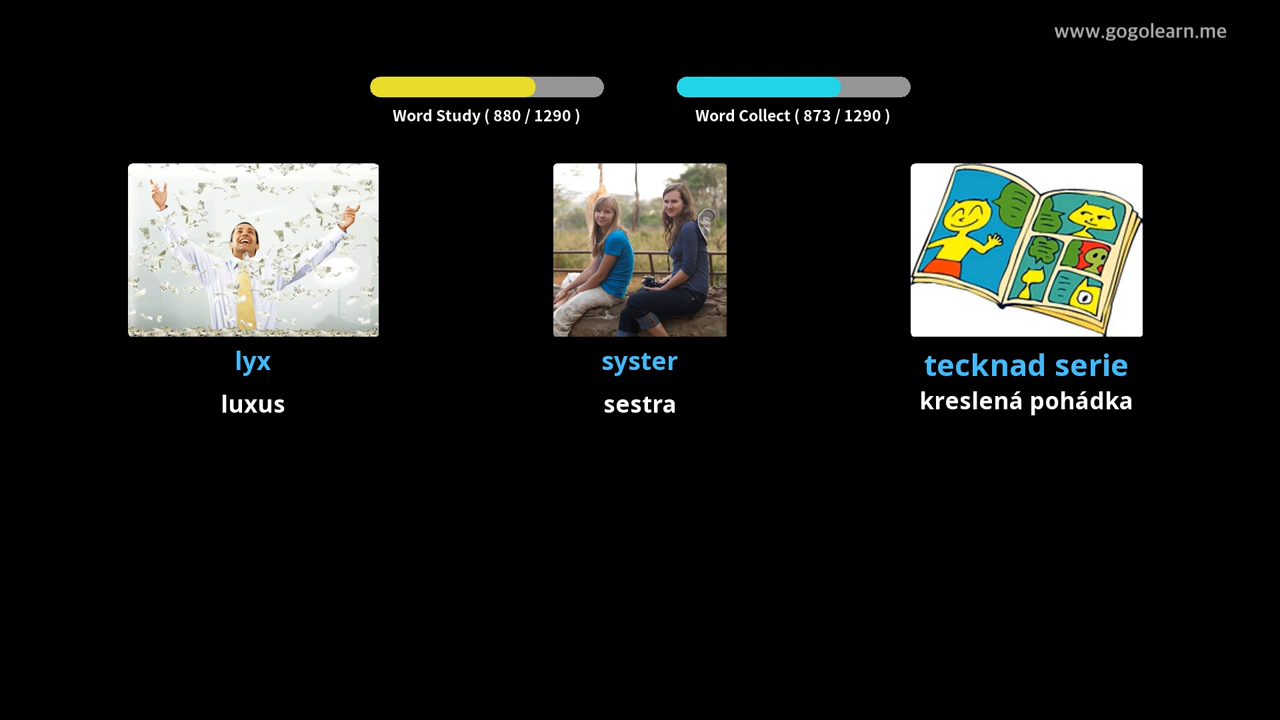 www.gogolearn.me
Word Study ( 880 / 1290 )
Word Collect ( 873 / 1290 )
lyx
syster
tecknad serie
luxus
sestra
kreslená pohádka